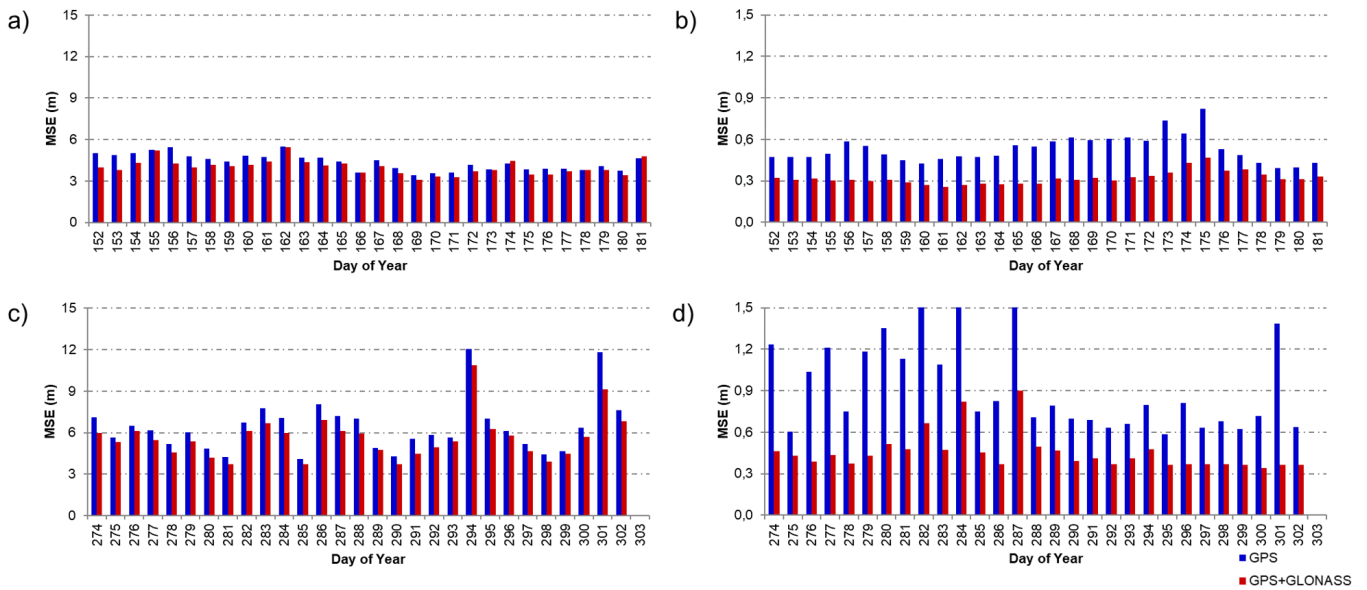 a)
15
12
9
6
3
0
MSE (m)
152 153 154 155 156 157 158 159 160 161 162 163 164 165 166 167 168 169 170 171 172 173 174 175 176 177 178 179 180 181
Day of Year
b)
1,5
1,2
0,9
0,6
0,3
0,0
MSE (m)
152 153 154 155 156 157 158 159 160 161 162 163 164 165 166 167 168 169 170 171 172 173 174 175 176 177 178 179 180 181
Day of Year
c)
15
12
9
6
3
0
MSE (m)
274 275 276 277 278 279 280 281 282 283 284 285 286 287 288 289 290 291 292 293 294 295 296 297 298 299 300 301 302 303
Day of Year
d)
1,5
1,2
0,9
0,6
0,3
0,0
MSE (m)
274 275 276 277 278 279 280 281 282 283 284 285 286 287 288 289 290 291 292 293 294 295 296 297 298 299 300 301 302 303
Day of Year
GPS
GPS+GLONASS